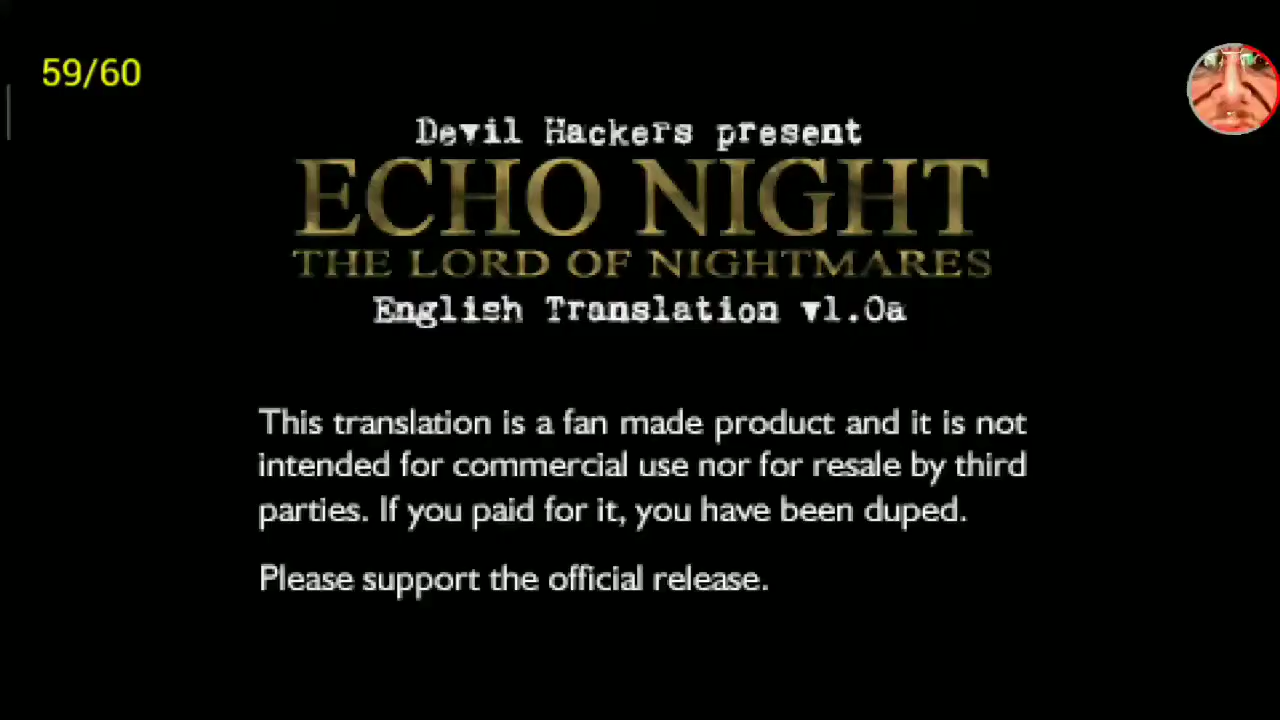 59/60
Devil Hackers present
ECHO NIGHT
THE LORD OF NIGHTMARES
English Translation v1.0a
This translation is a fan made product and it is not
intended for commercial use nor for resale by third
parties. If you paid for it, you have been duped.
Please support the official release.